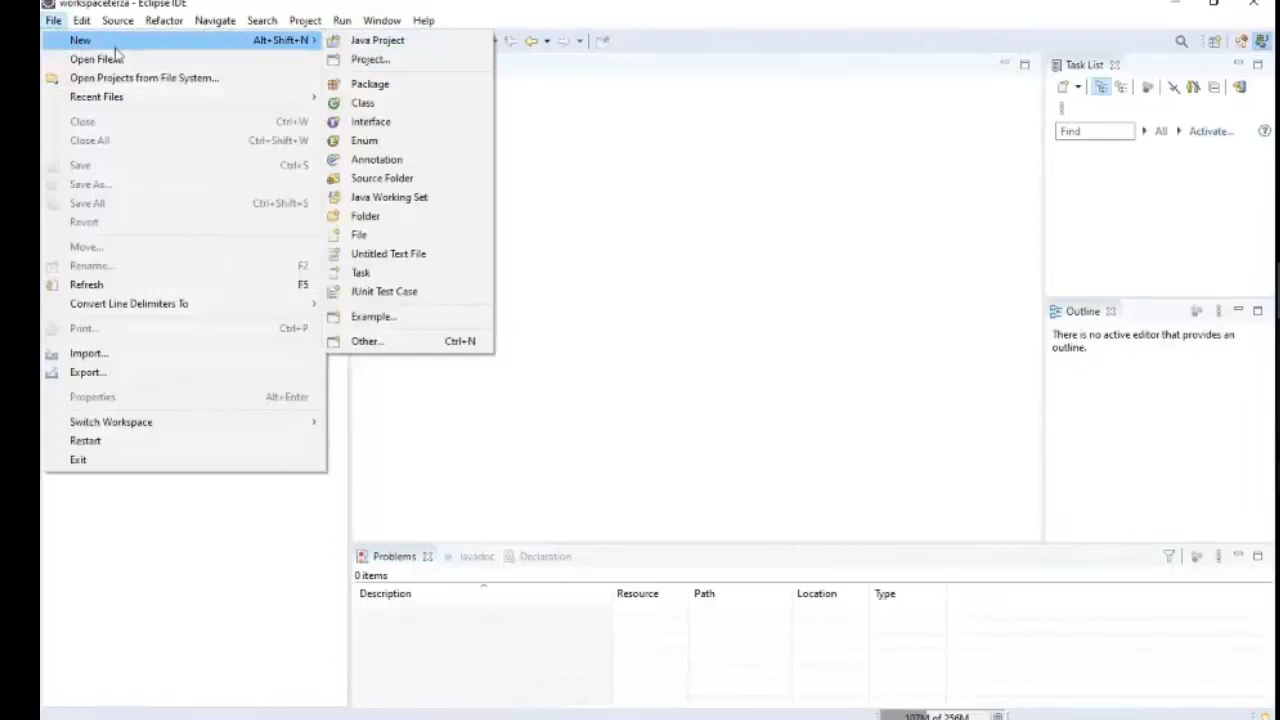 workspaceterza - Eclipse IDE
File Edit Source Refactor Navigate Search Project Run Window Help
New Alt+Shift+N
Open File...
Open Projects from File System...
Recent Files
Close Ctrl+W
Close All Ctrl+Shift+W
Save Ctrl+S
Save As...
Save All Ctrl+Shift+S
Revert
Move...
Rename... F2
Refresh F5
Convert Line Delimiters To
Print... Ctrl+P
Import...
Export...
Properties Alt+Enter
Switch Workspace
Restart
Exit
Java Project
Project...
Package
Class
Interface
Enum
Annotation
Source Folder
Java Working Set
Folder
File
Untitled Text File
Task
JUnit Test Case
Example...
Other... Ctrl+N
Task List
Find All Activate...
Outline
There is no active editor that provides an
outline.
Problems Javadoc Declaration
0 items
Description Resource Path Location Type
107M of 256M